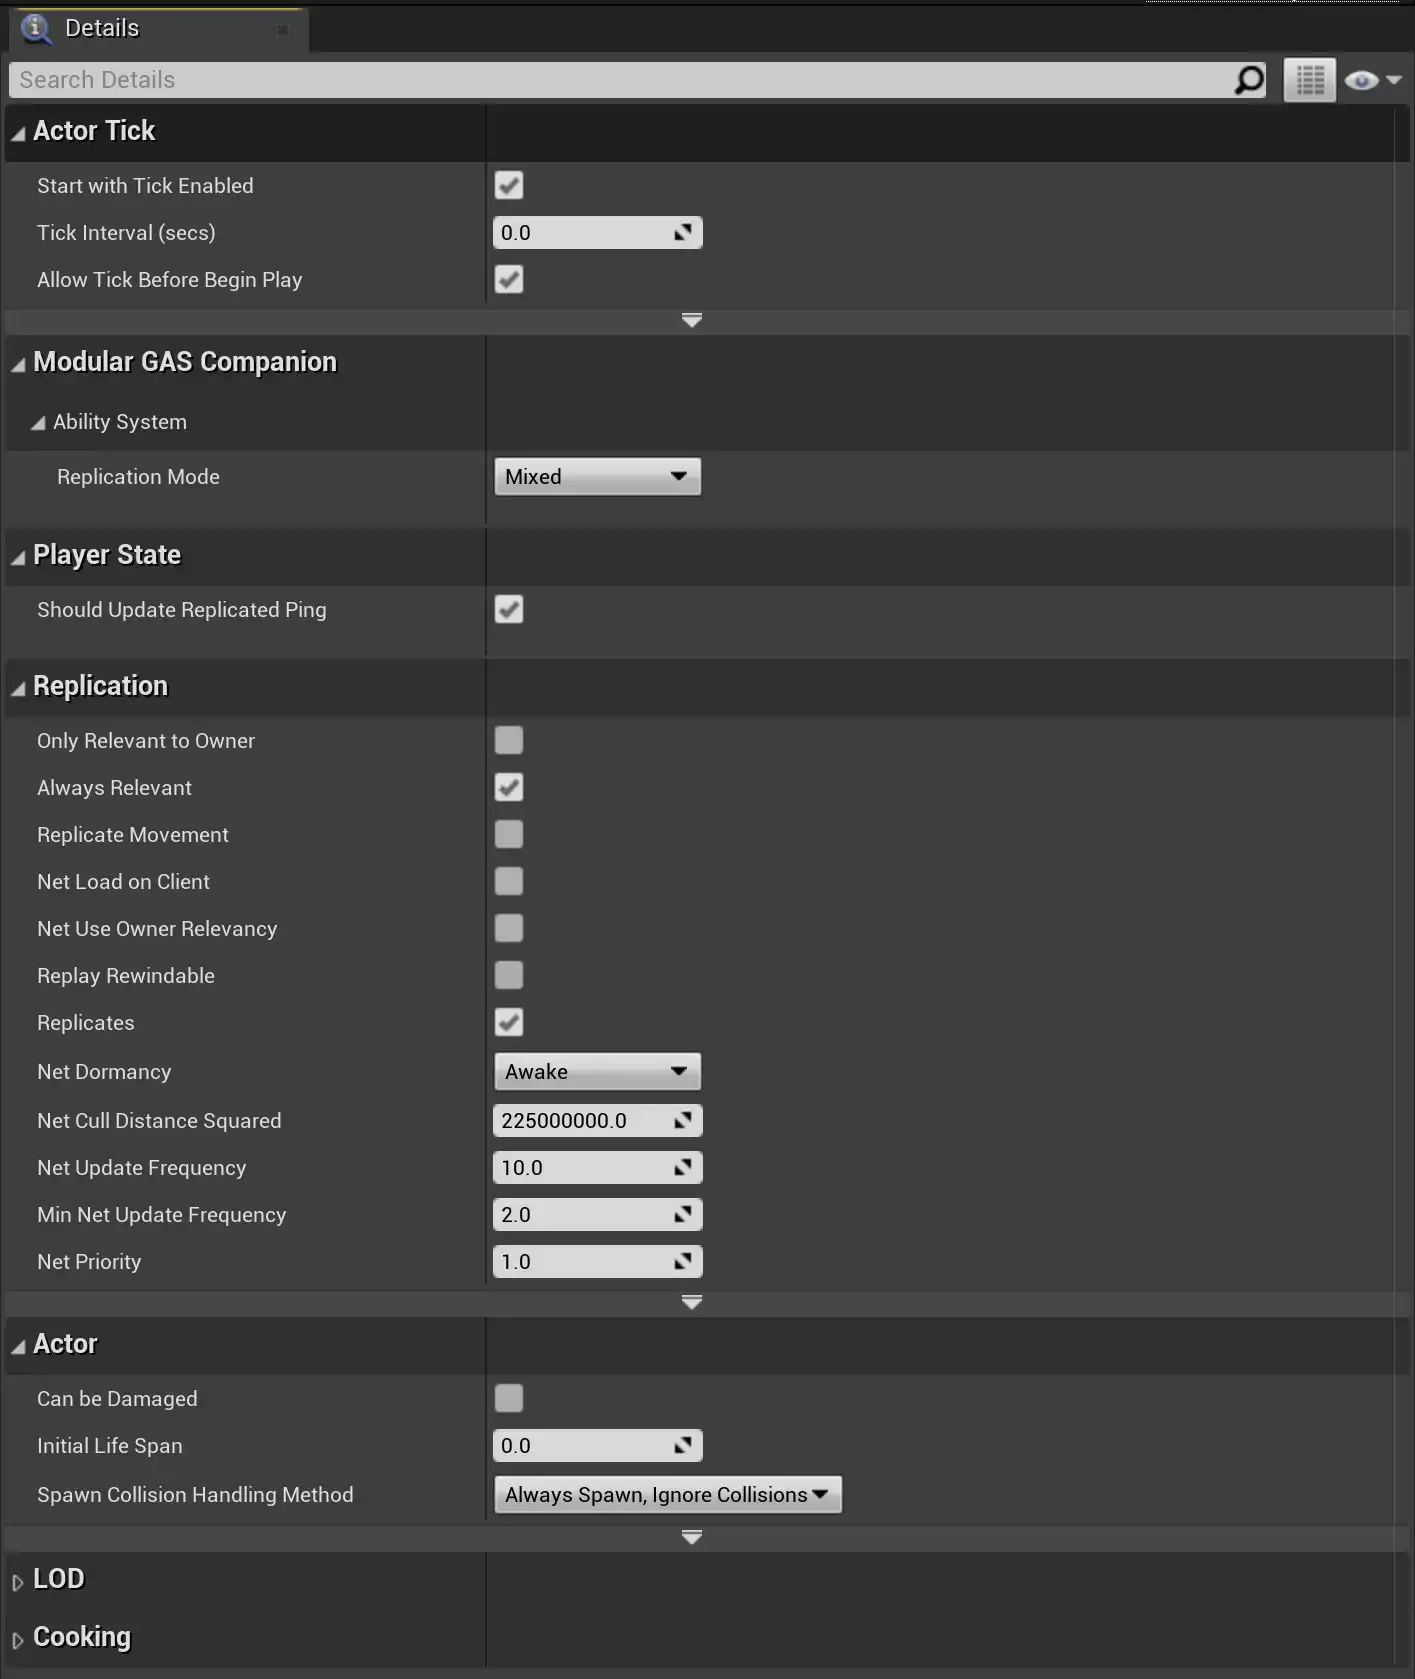 Details
Search Details
Actor Tick
Start with Tick Enabled
Tick Interval (secs) 0.0
Allow Tick Before Begin Play
Modular GAS Companion
Ability System
Replication Mode Mixed
Player State
Should Update Replicated Ping
Replication
Only Relevant to Owner
Always Relevant
Replicate Movement
Net Load on Client
Net Use Owner Relevancy
Replay Rewindable
Replicates
Net Dormancy Awake
Net Cull Distance Squared 225000000.0
Net Update Frequency 10.0
Min Net Update Frequency 2.0
Net Priority 1.0
Actor
Can be Damaged
Initial Life Span 0.0
Spawn Collision Handling Method Always Spawn, Ignore Collisions
LOD
Cooking